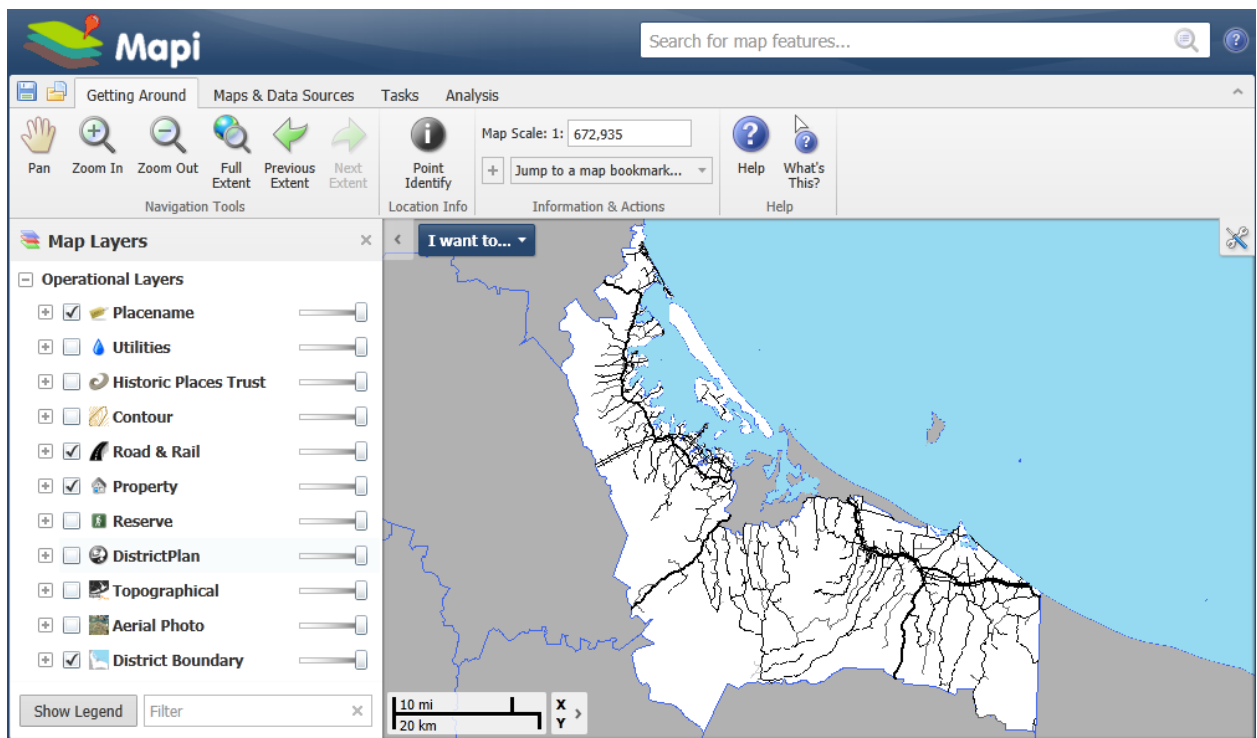 Mapi
Search for map features...
Getting Around
Maps & Data Sources
Tasks
Analysis
Pan
Zoom In
Zoom Out
Full
Extent
Previous
Extent
Next
Extent
Navigation Tools
Point
Identify
Location Info
Map Scale: 1: 672,935
Jump to a map bookmark...
Information & Actions
Help
What's
This?
Help
Map Layers
I want to...
Operational Layers
Placename
Utilities
Historic Places Trust
Contour
Road & Rail
Property
Reserve
DistrictPlan
Topographical
Aerial Photo
District Boundary
Show Legend
Filter
10 mi
20 km
X
Y